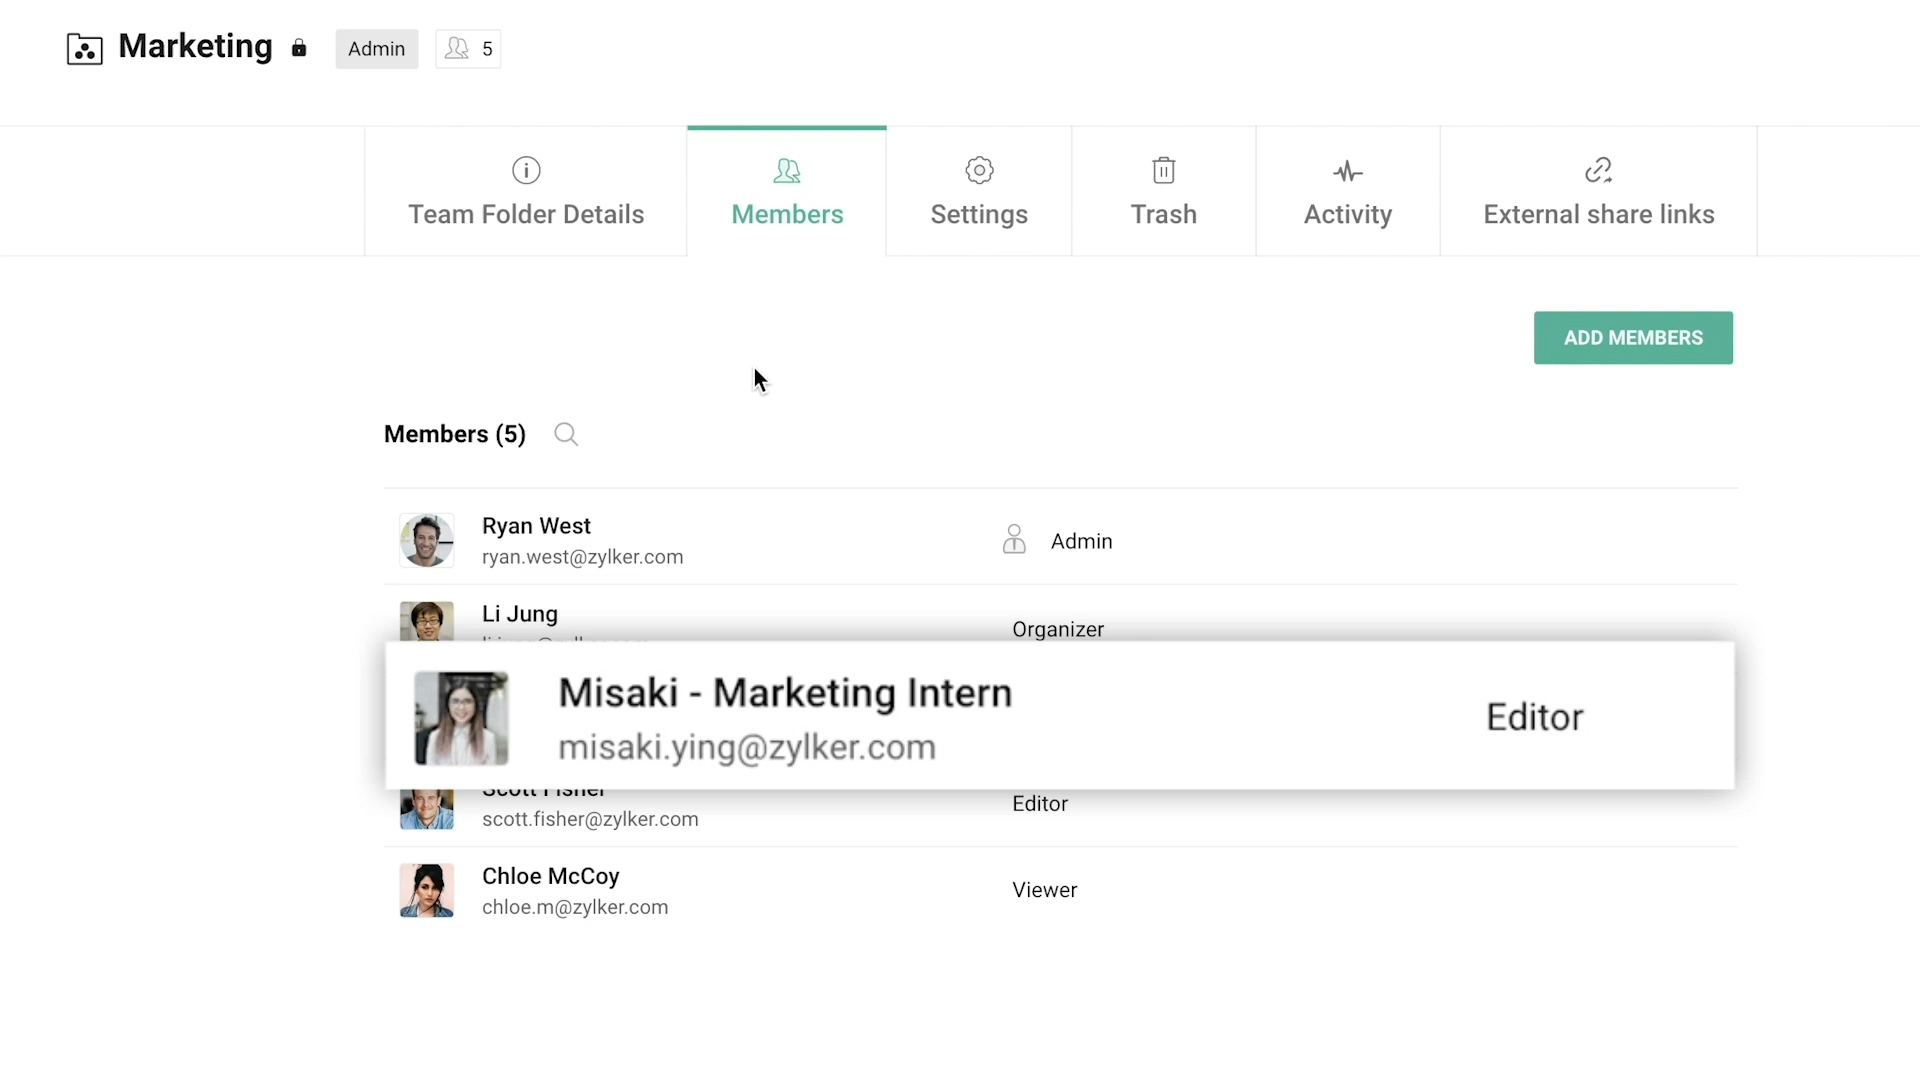 Marketing
Admin
5
Team Folder Details
Members
Settings
Trash
Activity
External share links
ADD MEMBERS
Members (5)
Ryan West
ryan.west@zylker.com
Admin
Li Jung
Organizer
Misaki - Marketing Intern
misaki.ying@zylker.com
Editor
Scott Fisher
scott.fisher@zylker.com
Editor
Chloe McCoy
chloe.m@zylker.com
Viewer